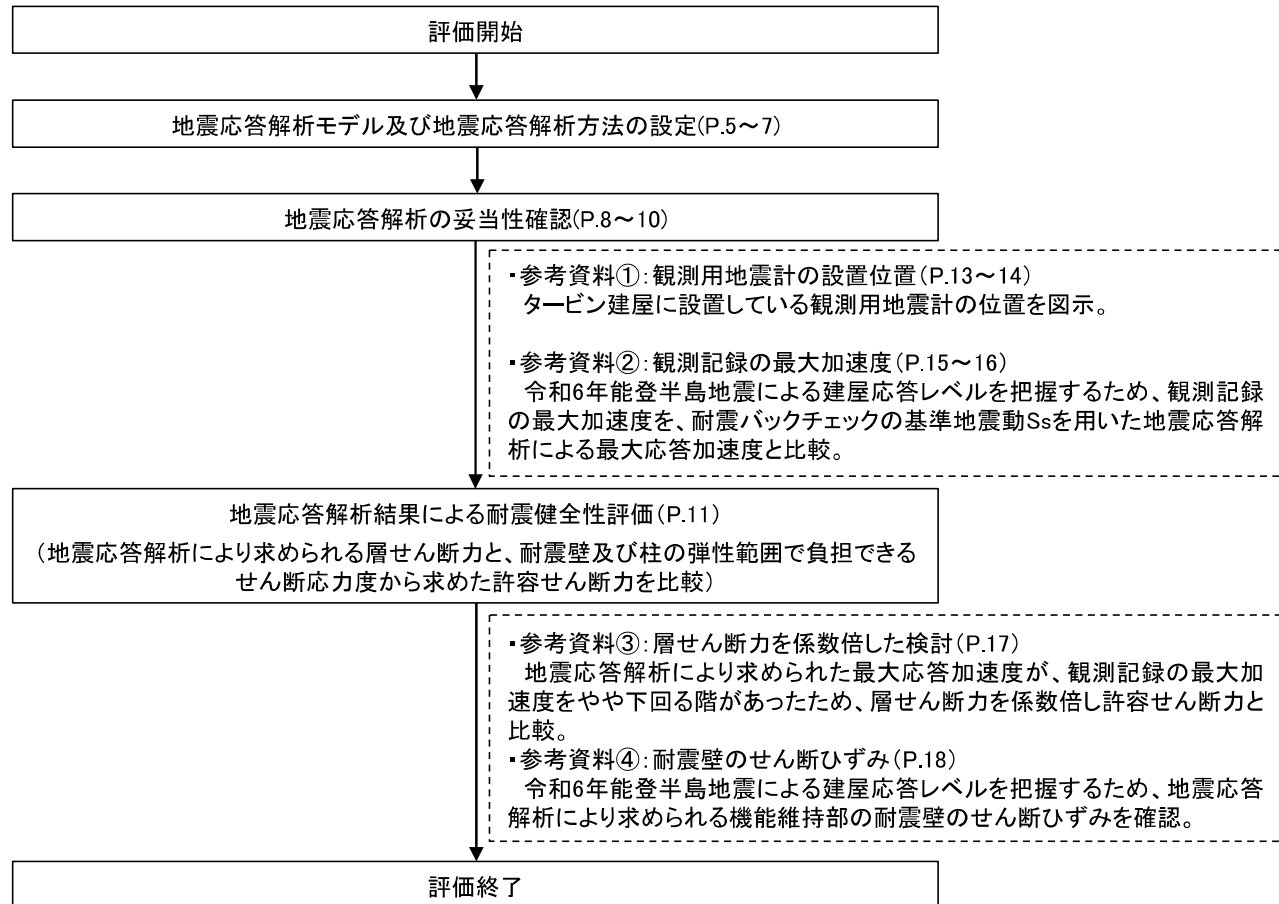 評価開始
地震応答解析モデル及び地震応答解析方法の設定(P.5～7)
地震応答解析の妥当性確認(P.8～10)
・参考資料①：観測用地震計の設置位置(P.13～14)
タービン建屋に設置している観測用地震計の位置を図示。
・参考資料②：観測記録の最大加速度(P.15～16)
令和6年能登半島地震による建屋応答レベルを把握するため、観測記録
の最大加速度を、耐震バックチェックの基準地震動Ssを用いた地震応答解
析による最大応答加速度と比較。
地震応答解析結果による耐震健全性評価(P.11)
（地震応答解析により求められる層せん断力と、耐震壁及び柱の弾性範囲で負担できる
せん断応力度から求めた許容せん断力を比較）
・参考資料③：層せん断力を係数倍した検討(P.17)
地震応答解析により求められた最大応答加速度が、観測記録の最大加
速度をやや下回る階があったため、層せん断力を係数倍し許容せん断力と
比較。
・参考資料④：耐震壁のせん断ひずみ(P.18)
令和6年能登半島地震による建屋応答レベルを把握するため、地震応答
解析により求められる機能維持部の耐震壁のせん断ひずみを確認。
評価終了